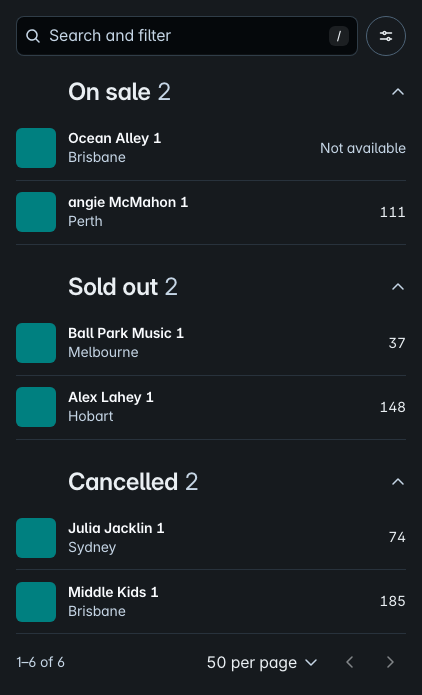 Search and filter /
On sale 2
Ocean Alley 1
Brisbane
Not available
angie McMahon 1
Perth
111
Sold out 2
Ball Park Music 1
Melbourne
37
Alex Lahey 1
Hobart
148
Cancelled 2
Julia Jacklin 1
Sydney
74
Middle Kids 1
Brisbane
185
1–6 of 6
50 per page